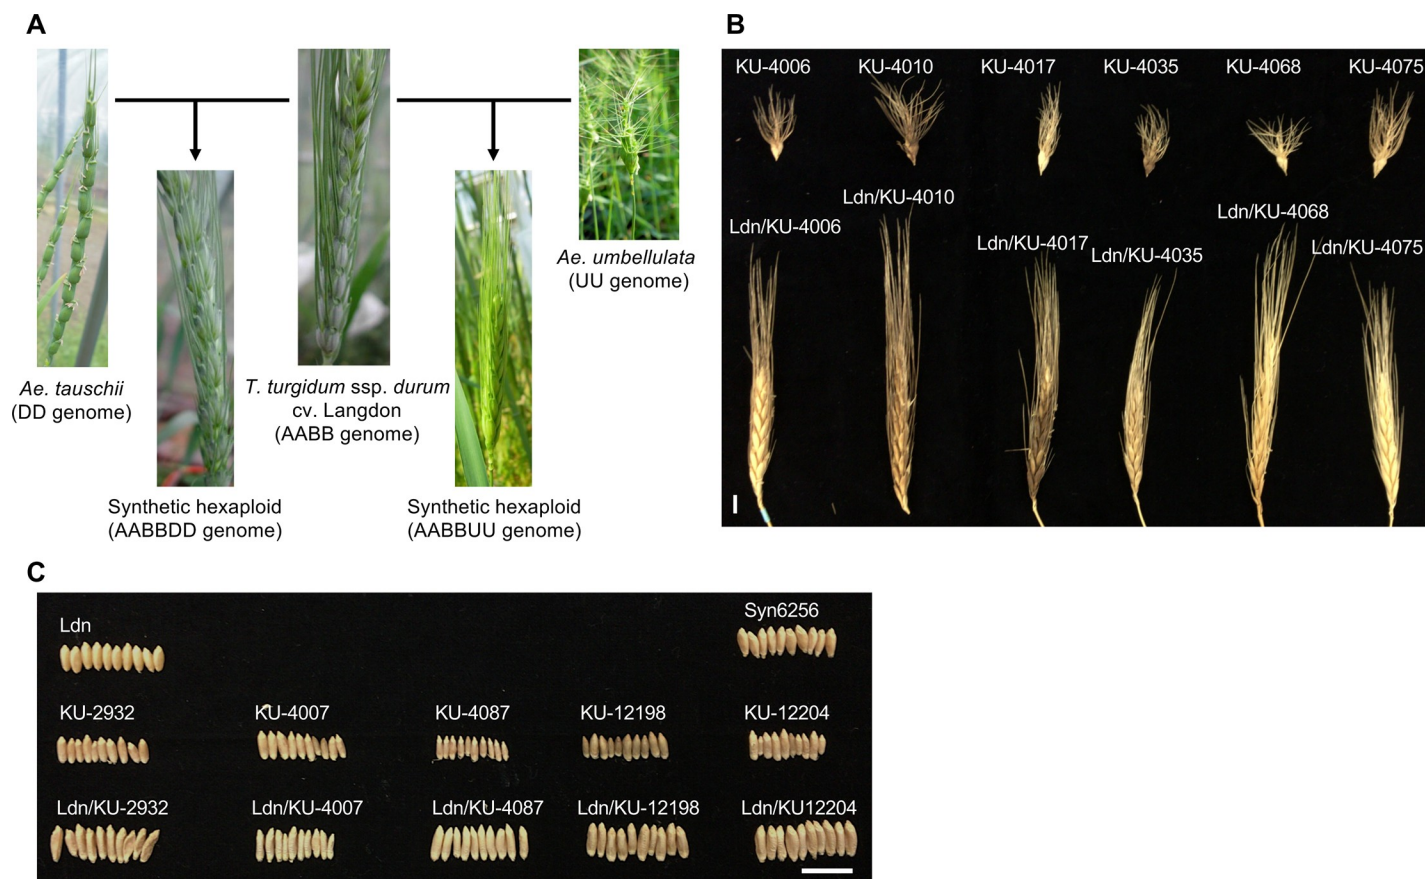 A
Ae. tauschii
(DD genome)
Synthetic hexaploid
(AABBDD genome)
T. turgidum ssp. durum
cv. Langdon
(AABB genome)
Synthetic hexaploid
(AABBUU genome)
Ae. umbellulata
(UU genome)
B
KU-4006 KU-4010 KU-4017 KU-4035 KU-4068 KU-4075
Ldn/KU-4006 Ldn/KU-4010 Ldn/KU-4017 Ldn/KU-4035 Ldn/KU-4068 Ldn/KU-4075
C
Ldn Syn6256
KU-2932 KU-4007 KU-4087 KU-12198 KU-12204
Ldn/KU-2932 Ldn/KU-4007 Ldn/KU-4087 Ldn/KU-12198 Ldn/KU12204